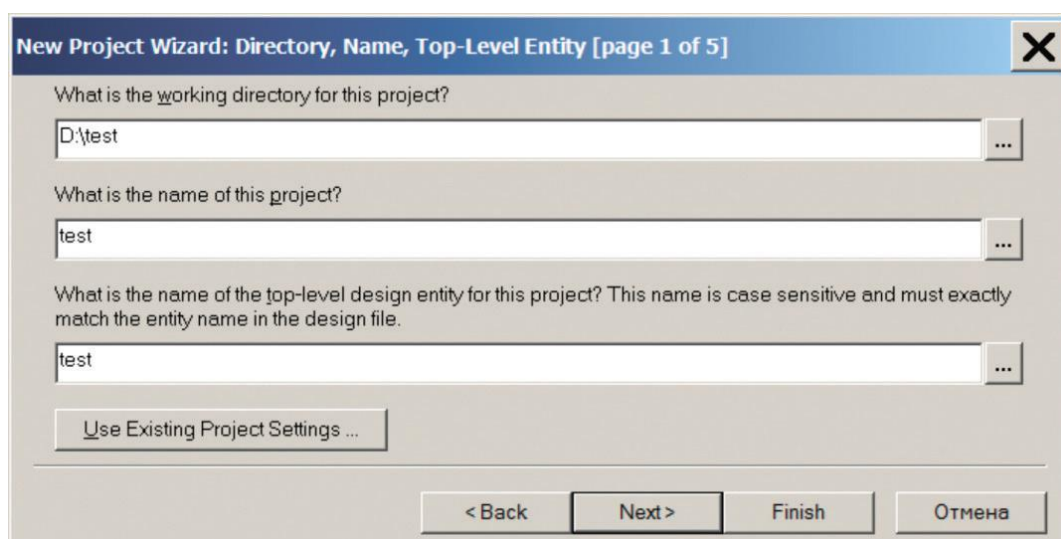 New Project Wizard: Directory, Name, Top-Level Entity [page 1 of 5]
What is the working directory for this project?
D:\test
...
What is the name of this project?
test
...
What is the name of the top-level design entity for this project? This name is case sensitive and must exactly
match the entity name in the design file.
test
...
Use Existing Project Settings ...
< Back
Next >
Finish
Отмена